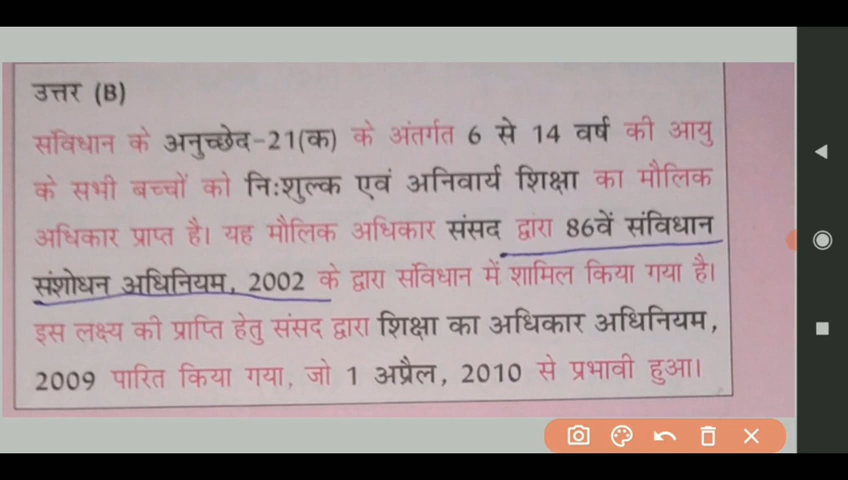 उत्तर (B)
संविधान के अनुच्छेद-21(क) के अंतर्गत 6 से 14 वर्ष की आयु
के सभी बच्चों को निःशुल्क एवं अनिवार्य शिक्षा का मौलिक
अधिकार प्राप्त है। यह मौलिक अधिकार संसद द्वारा 86वें संविधान
संशोधन अधिनियम, 2002 के द्वारा संविधान में शामिल किया गया है।
इस लक्ष्य की प्राप्ति हेतु संसद द्वारा शिक्षा का अधिकार अधिनियम,
2009 पारित किया गया, जो 1 अप्रैल, 2010 से प्रभावी हुआ।